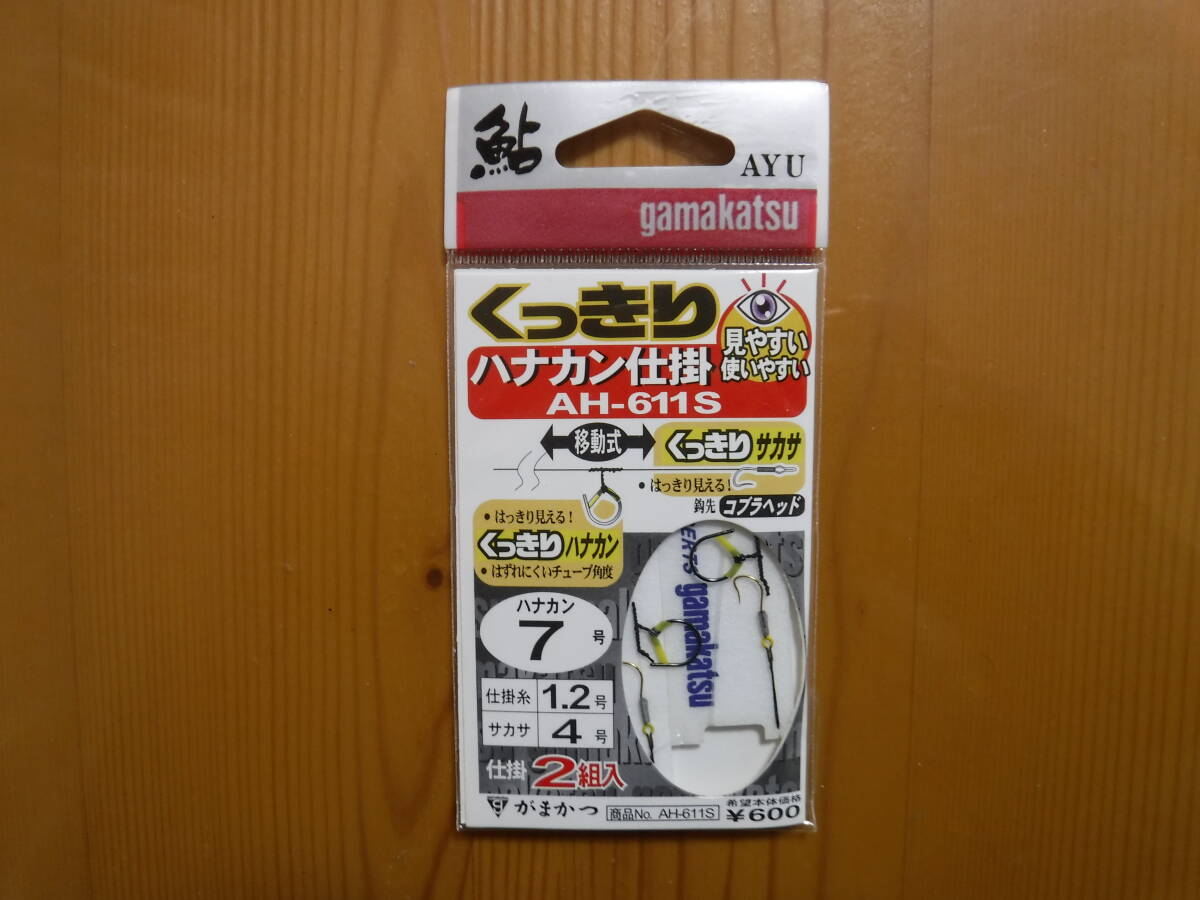 鮎
AYU
gamakatsu
くっきり
見やすい
使いやすい
ハナカン仕掛
AH-611S
移動式
くっきりサカサ
・はっきり見える!
鈎先 コブラヘッド
・はっきり見える!
くっきりハナカン
・はずれにくいチューブ角度
ハナカン
7号
仕掛糸 1.2号
サカサ 4号
仕掛2組入
gamakatsu
がまかつ
商品No. AH-611S
希望本体価格
¥600